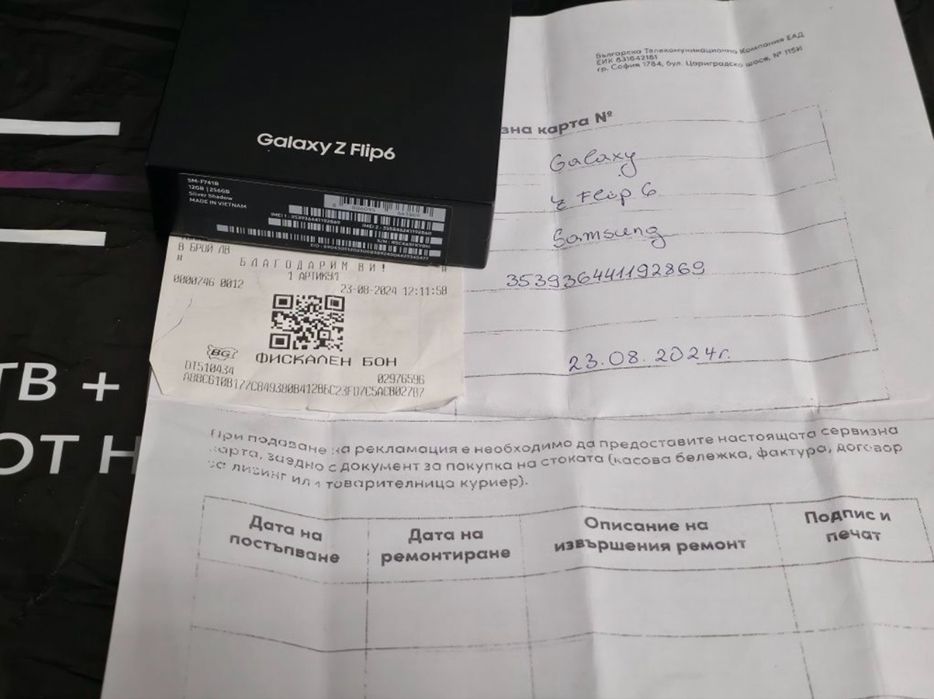 Българска Телекомуникационна Компания ЕАД
ЕИК 831642181
гр. София 1784, бул. Цариградско шосе, № 115И
зна карта №
Galaxy
Z Flip 6
Samsung
353936441192869
23.08.2024г.
Galaxy Z Flip6
SM-F741B
12GB | 256GB
Silver Shadow
MADE IN VIETNAM
В БРОЙ ЛВ
БЛАГОДАРИМ ВИ!
1 АРТИКУЛ
0000746 0012 23-08-2024 12:11:58
BG
ФИСКАЛЕН БОН
DT510434 02976596
ТВ +
ОТ Н
При подаване на рекламация е необходимо да предоставите настоящата сервизна
карта, заедно с документ за покупка на стоката (касова бележка, фактура, договор
за лизинг или товарителница куриер).
Дата на
постъпване
Дата на
ремонтиране
Описание на
извършения ремонт
Подпис и
печат